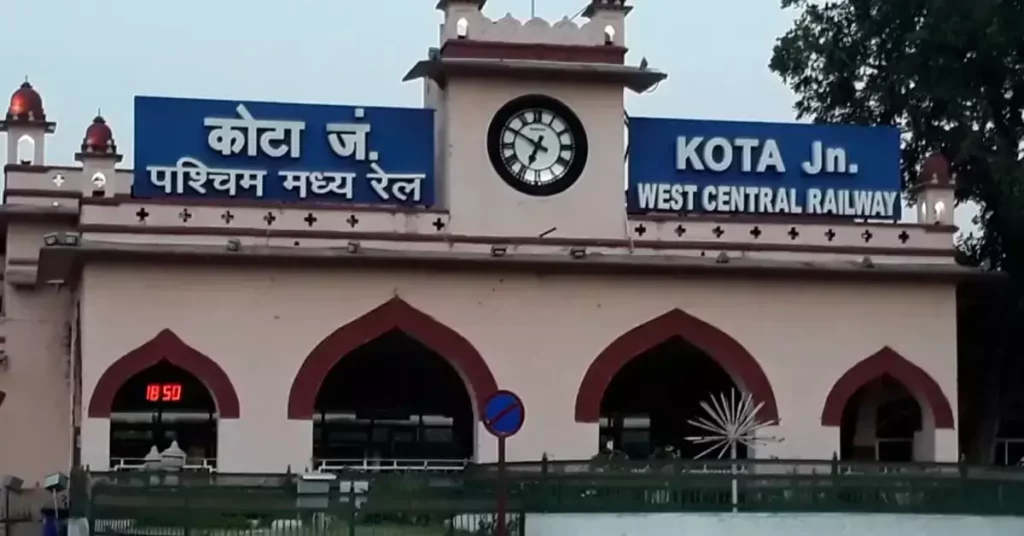 कोटा जं.
पश्चिम मध्य रेल
KOTA Jn.
WEST CENTRAL RAILWAY
18:50